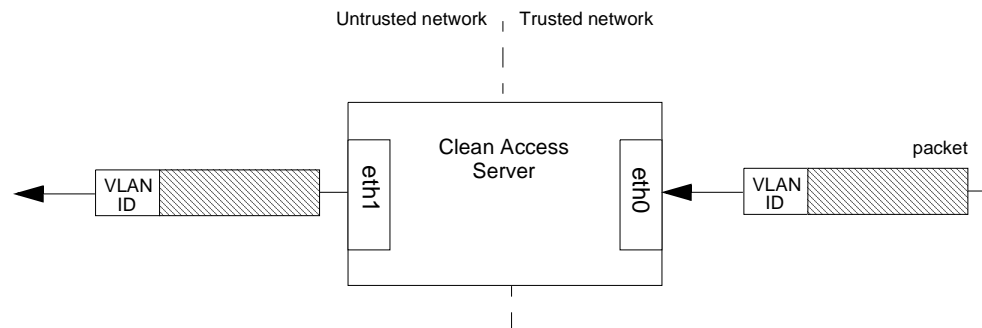 Untrusted network
Trusted network
Clean Access
Server
packet
VLAN
ID
eth1
eth0
VLAN
ID